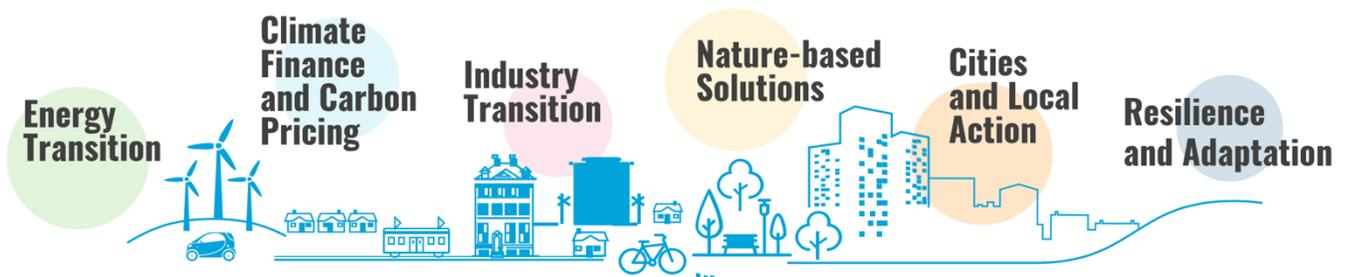 Energy
Transition
Climate
Finance
and Carbon
Pricing
Industry
Transition
Nature-based
Solutions
Cities
and Local
Action
Resilience
and Adaptation